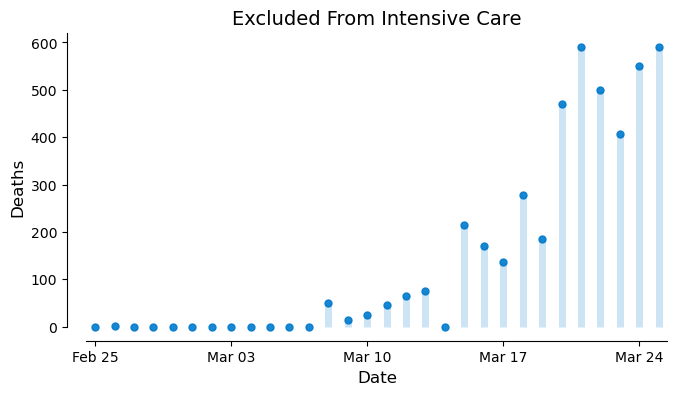 Excluded From Intensive Care
Deaths
600
500
400
300
200
100
0
Feb 25
Mar 03
Mar 10
Mar 17
Mar 24
Date